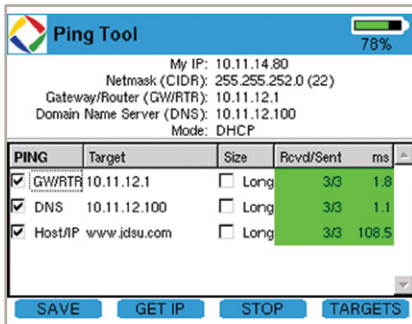 Ping Tool
78%
My IP: 10.11.14.80
Netmask (CIDR): 255.255.252.0 (22)
Gateway/Router (GW/RTR): 10.11.12.1
Domain Name Server (DNS): 10.11.12.100
Mode: DHCP
PING Target Size Rcvd/Sent ms
GW/RTR 10.11.12.1 Long 3/3 1.8
DNS 10.11.12.100 Long 3/3 1.1
Host/IP www.jdsu.com Long 3/3 108.5
SAVE GET IP STOP TARGETS